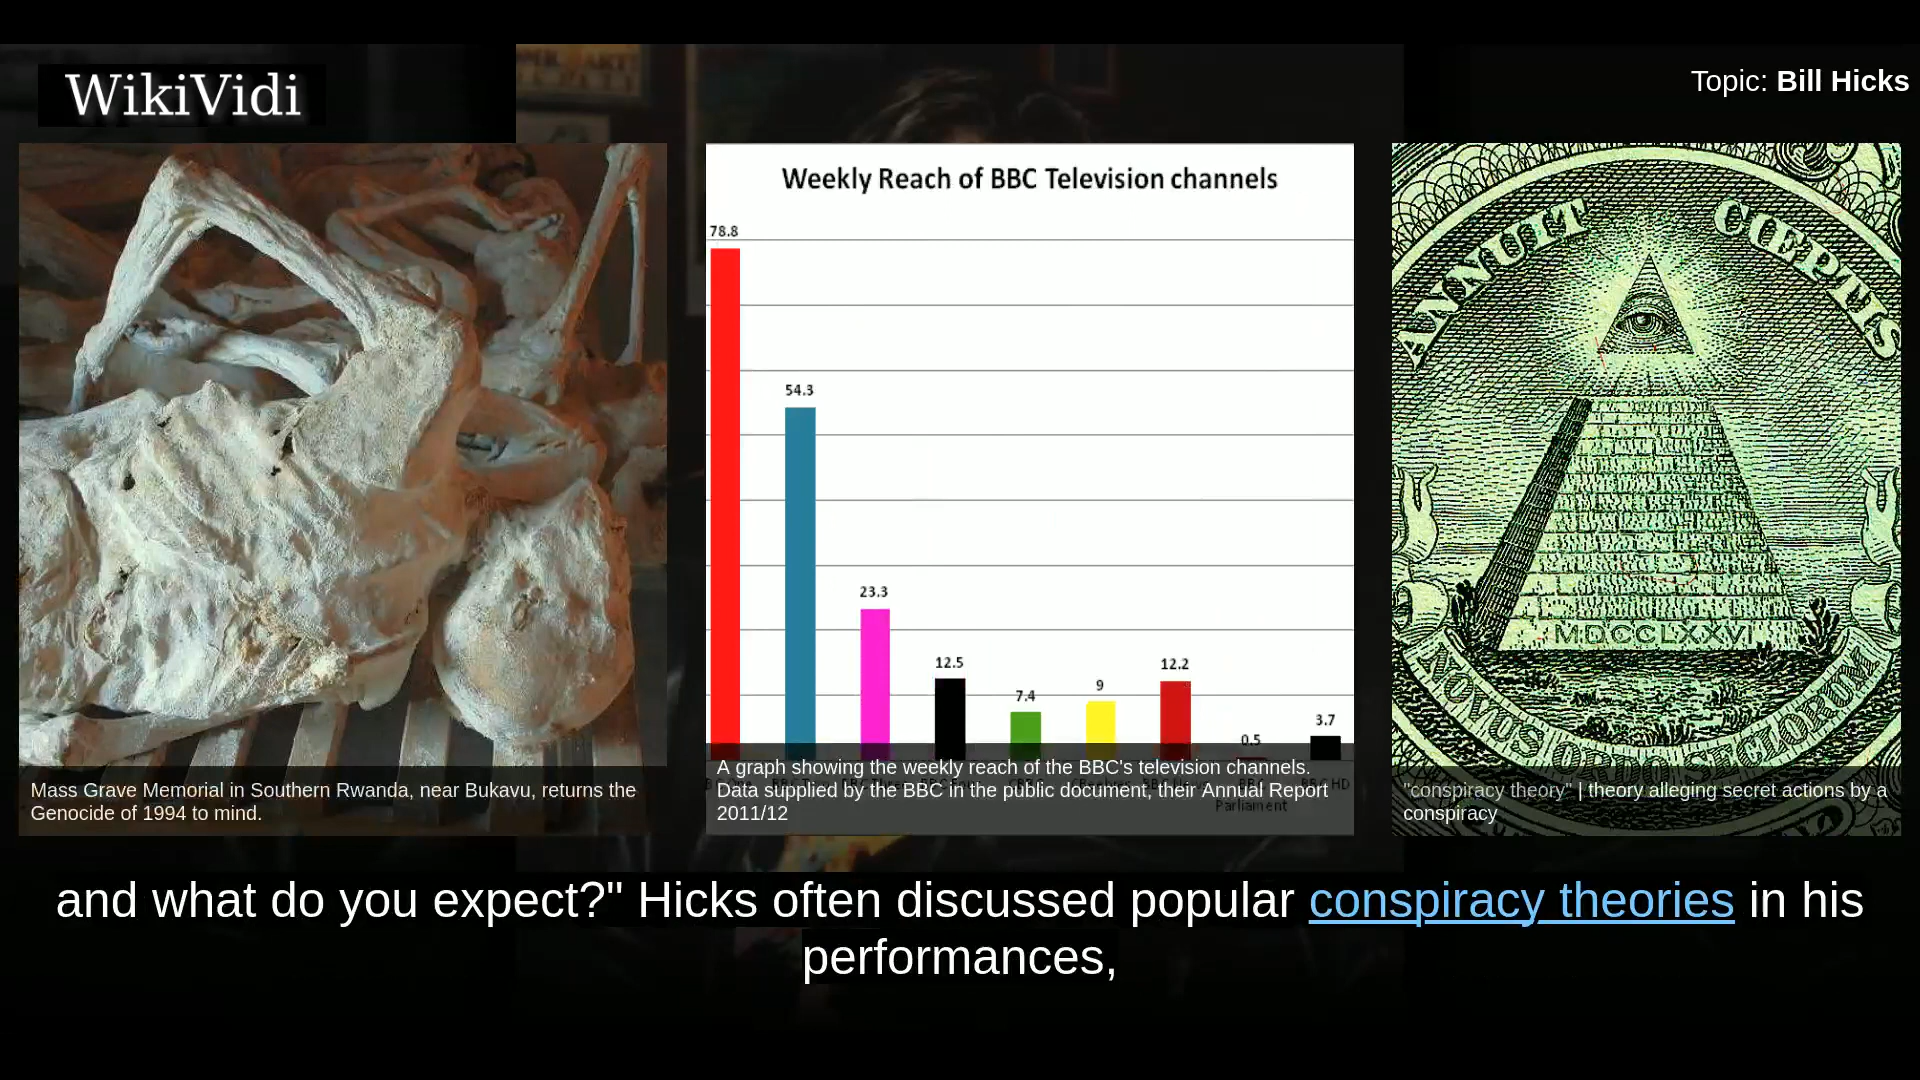 WikiVidi
Topic: Bill Hicks
Mass Grave Memorial in Southern Rwanda, near Bukavu, returns the
Genocide of 1994 to mind.
Weekly Reach of BBC Television channels
78.8
54.3
23.3
12.5
7.4
9
12.2
0.5
3.7
Parliament
A graph showing the weekly reach of the BBC's television channels.
Data supplied by the BBC in the public document, their 'Annual Report
2011/12
ANNUIT CŒPTIS
MDCCLXXVI
NOVUS ORDO SECLORUM
"conspiracy theory" | theory alleging secret actions by a
conspiracy
and what do you expect?" Hicks often discussed popular conspiracy theories in his
performances,